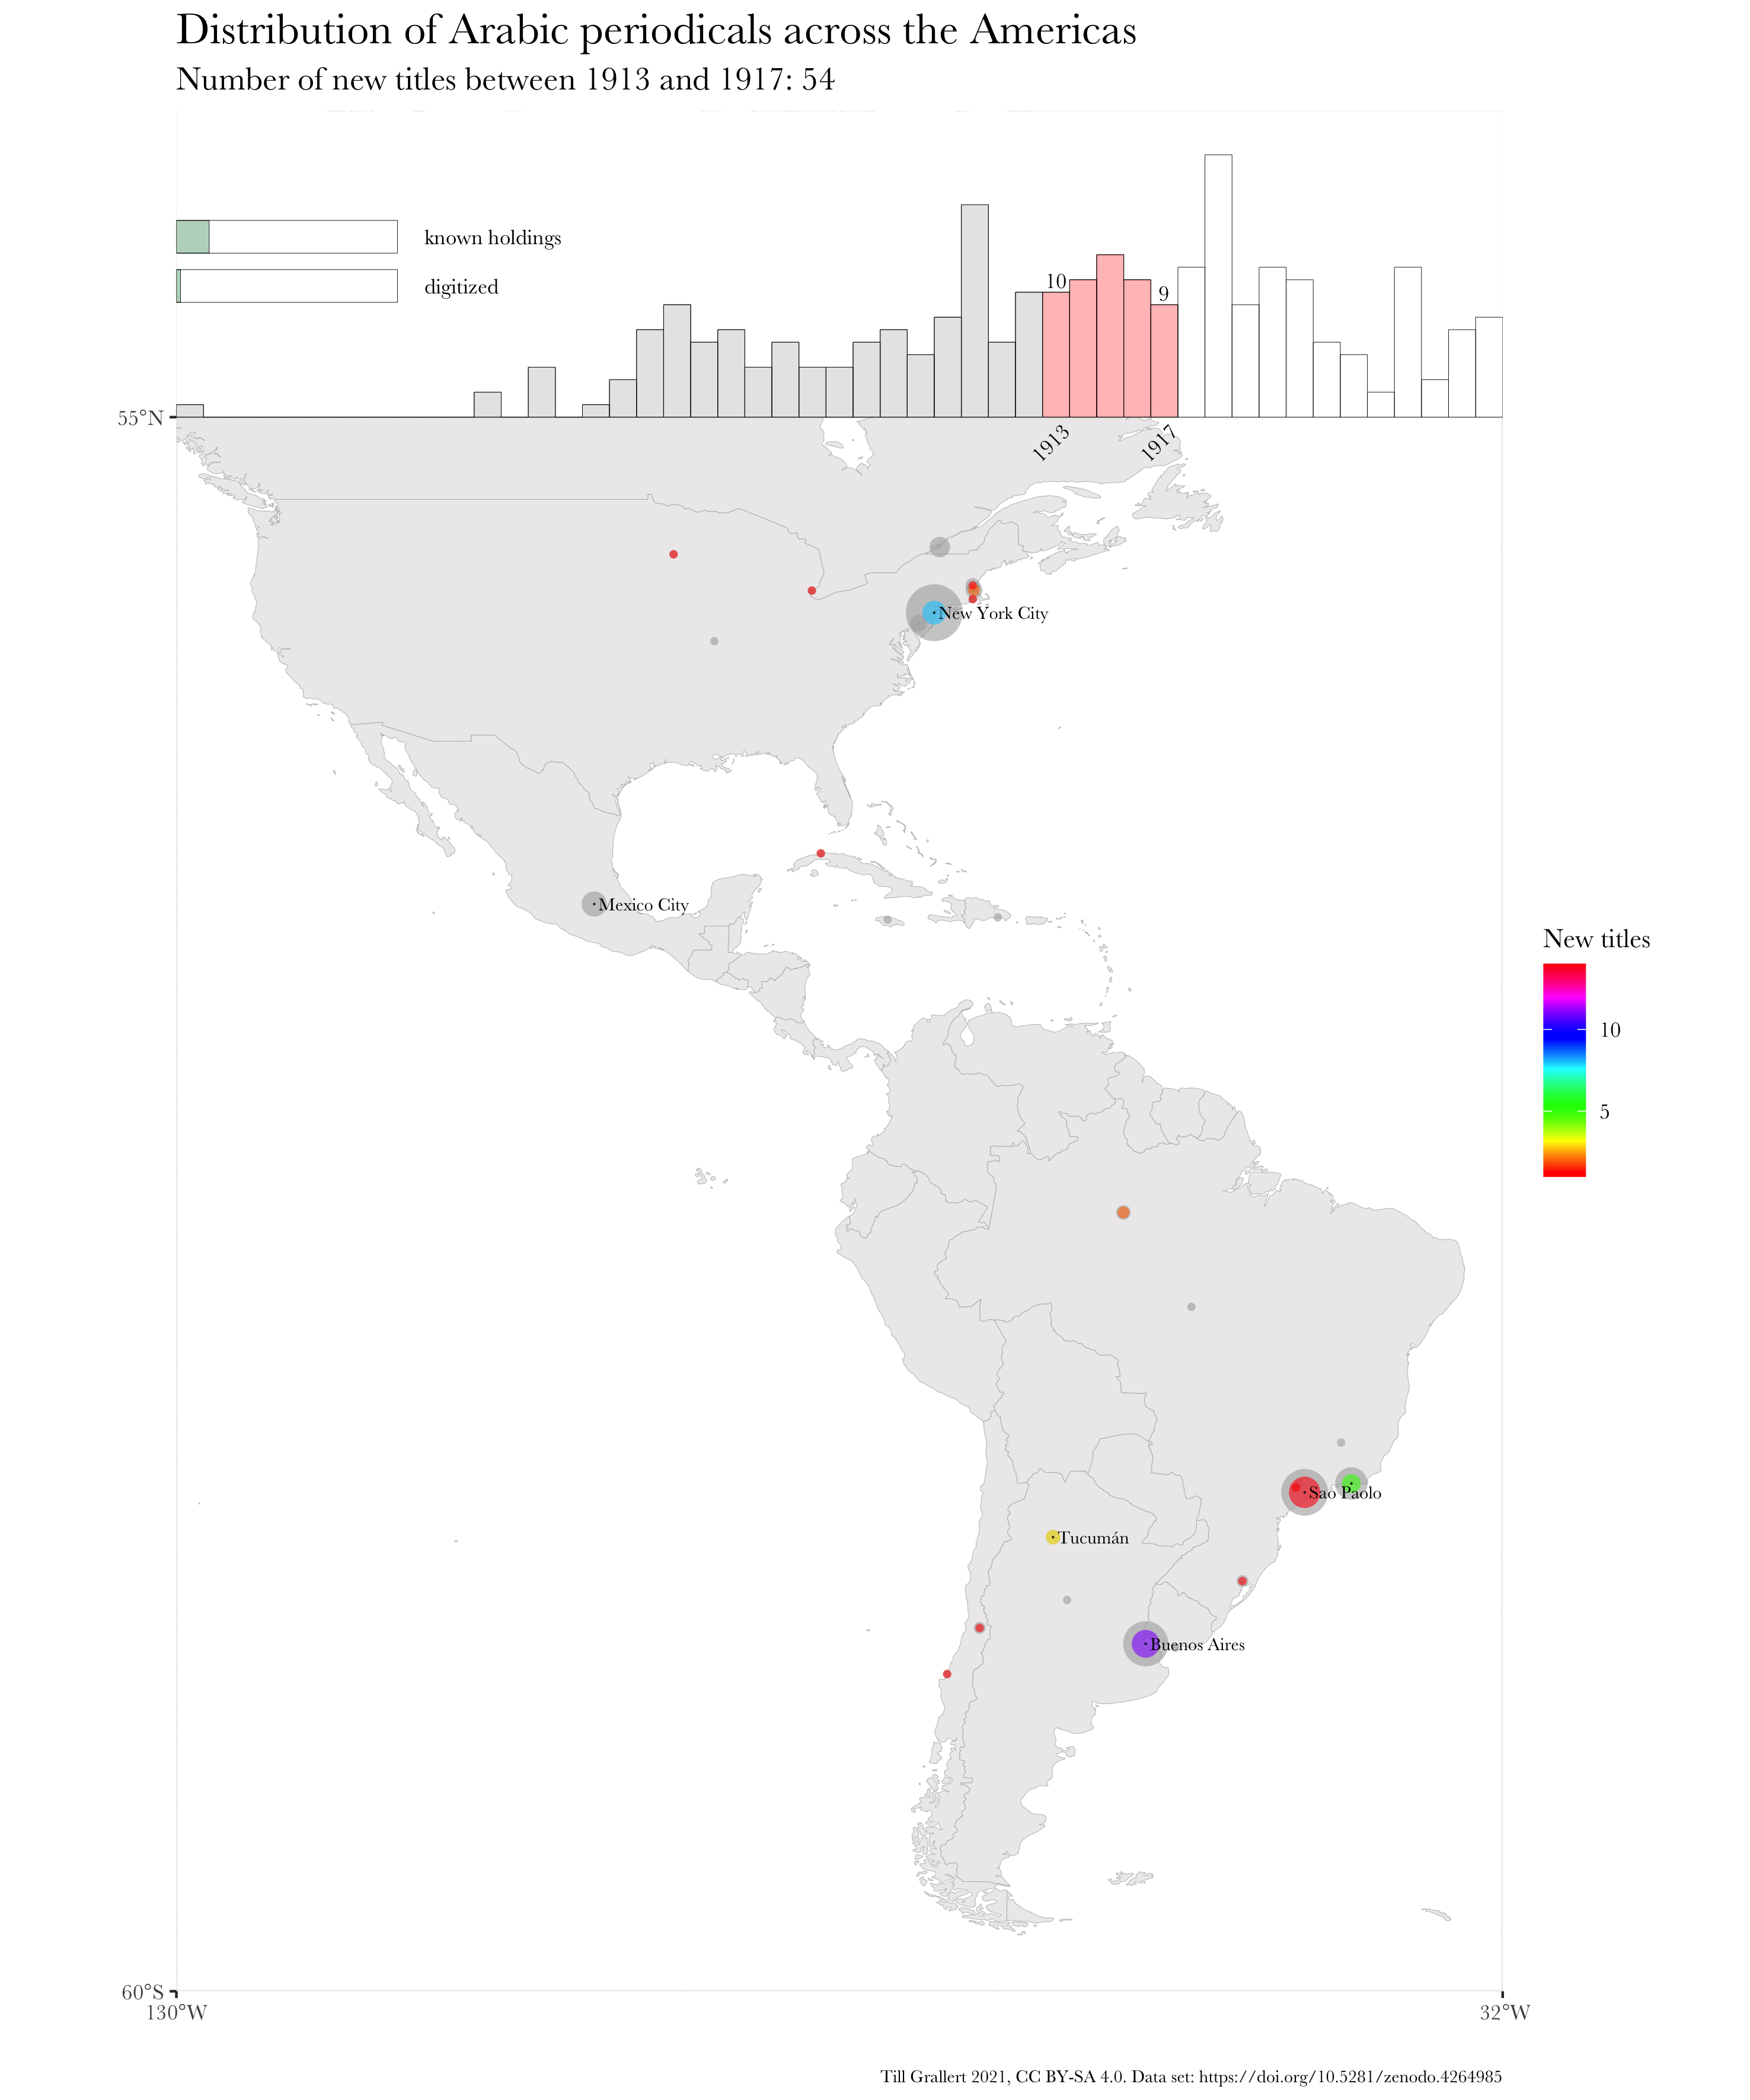 Distribution of Arabic periodicals across the Americas
Number of new titles between 1913 and 1917: 54
known holdings
digitized
10
9
55°N
1913
1917
New York City
Mexico City
New titles
10
5
Sao Paolo
Tucumán
Buenos Aires
60°S
130°W
32°W
Till Grallert 2021, CC BY-SA 4.0. Data set: https://doi.org/10.5281/zenodo.4264985